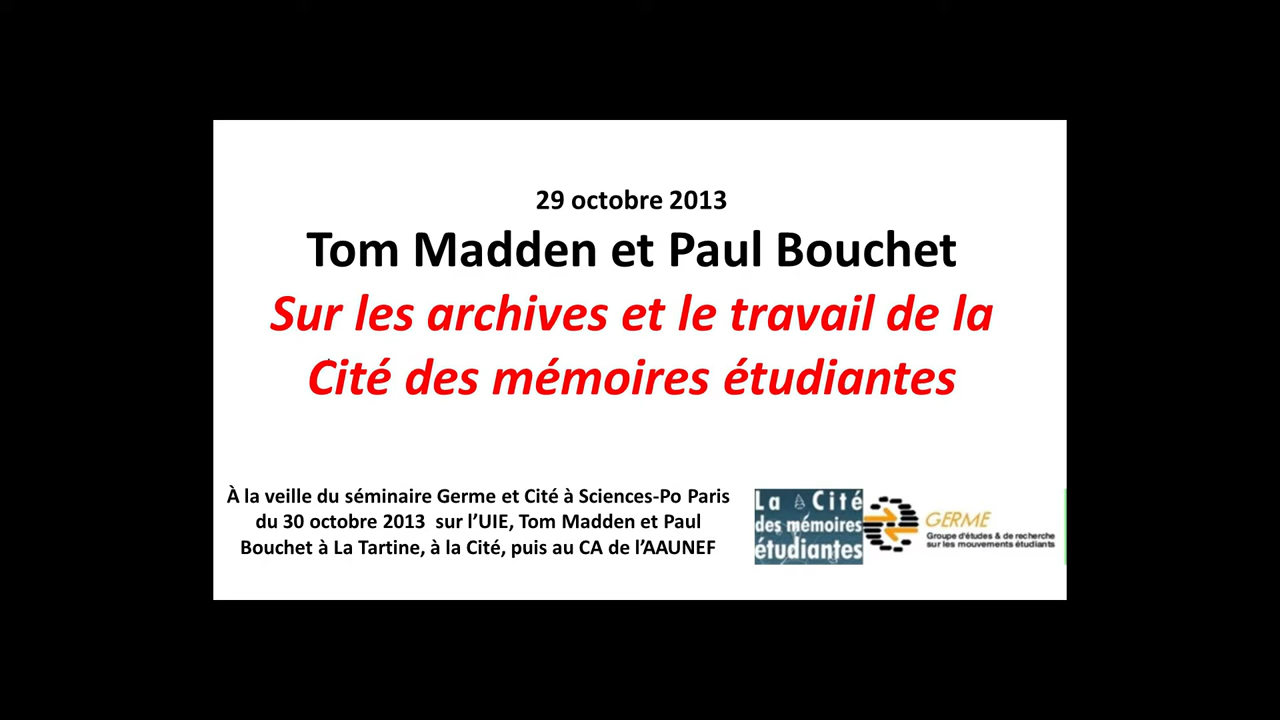 29 octobre 2013
Tom Madden et Paul Bouchet
Sur les archives et le travail de la
Cité des mémoires étudiantes
À la veille du séminaire Germe et Cité à Sciences-Po Paris
du 30 octobre 2013 sur l’UIE, Tom Madden et Paul
Bouchet à La Tartine, à la Cité, puis au CA de l’AAUNEF
La Cité
des mémoires
étudiantes
GERME
Groupe d'études & de recherche
sur les mouvements étudiants